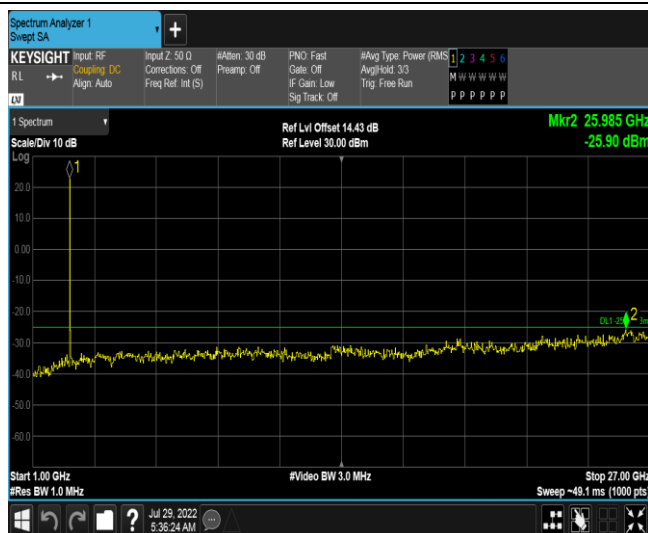 Spectrum Analyzer 1
Swept SA
+
KEYSIGHT Input: RF Input Z: 50 Ω #Atten: 30 dB PNO: Fast #Avg Type: Power (RMS 1 2 3 4 5 6
RL Coupling: DC Corrections: Off Preamp: Off Gate: Off Avg|Hold: 3/3 M W W W W W
Align: Auto Freq Ref: Int (S) IF Gain: Low Trig: Free Run
Sig Track: Off P P P P P P
LXI
1 Spectrum Ref Lvl Offset 14.43 dB Mkr2 25.985 GHz
Scale/Div 10 dB Ref Level 30.00 dBm -25.90 dBm
Log
1
20.0
10.0
0.00
-10.0
-20.0
DL1 -25 2
-30.0
-40.0
-50.0
-60.0
Start 1.00 GHz #Video BW 3.0 MHz Stop 27.00 GHz
#Res BW 1.0 MHz Sweep ~49.1 ms (1000 pts)
? Jul 29, 2022
5:36:24 AM